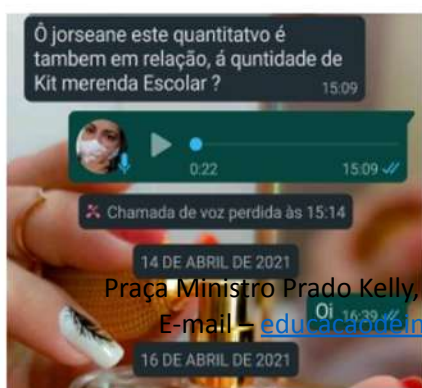 Ô jorseane este quantitatvo é
tambem em relação, á quntidade de
Kit merenda Escolar ?
15:09
0:22
15:09
Chamada de voz perdida às 15:14
14 DE ABRIL DE 2021
Praça Ministro Prado Kelly,
Oi 16:39
E-mail – educacaodein
16 DE ABRIL DE 2021